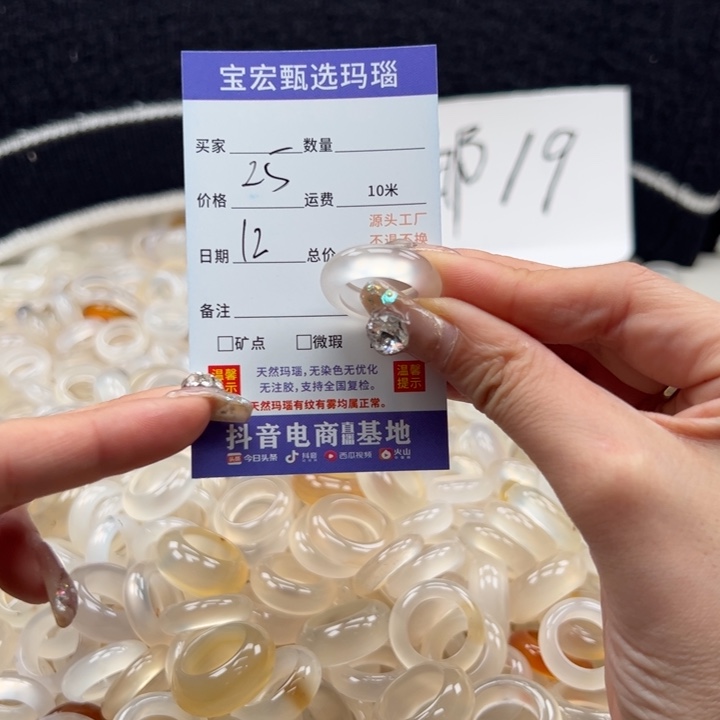 宝宏甄选玛瑙
买家 数量
25
价格 运费 10米
源头工厂
不退不换
12
日期 总价
备注
□矿点 □微瑕
温馨提示
天然玛瑙,无染色无优化
无注胶,支持全国复检。
温馨提示
天然玛瑙有纹有雾均属正常。
抖音电商直播基地
头条 今日头条 抖音 西瓜视频 火山
19